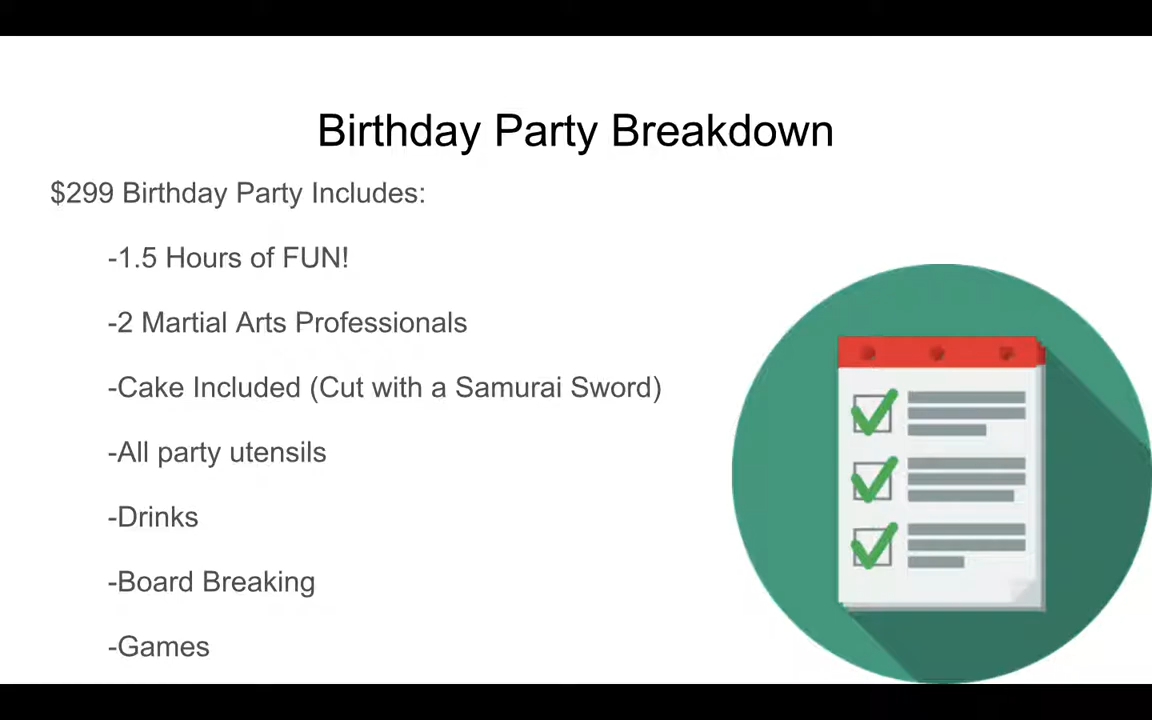 Birthday Party Breakdown
$299 Birthday Party Includes:
-1.5 Hours of FUN!
-2 Martial Arts Professionals
-Cake Included (Cut with a Samurai Sword)
-All party utensils
-Drinks
-Board Breaking
-Games